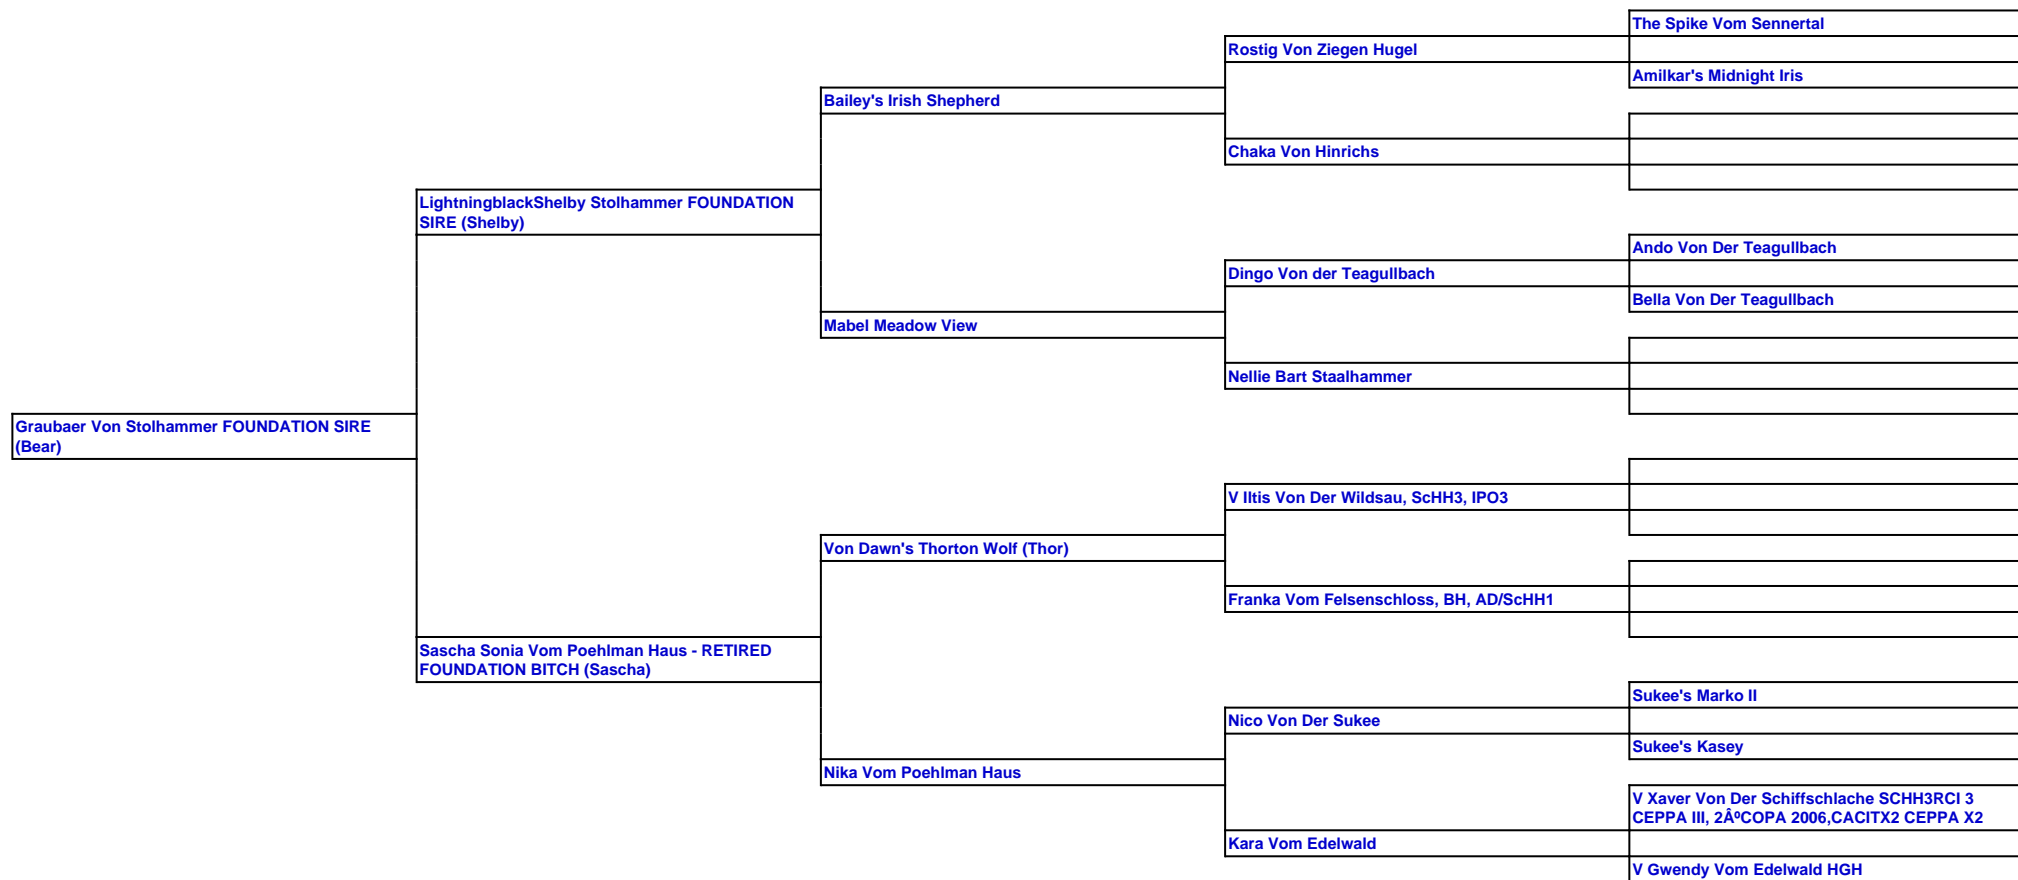 The Spike Vom Sennertal
Rostig Von Ziegen Hugel
Amilkar's Midnight Iris
Bailey's Irish Shepherd
Chaka Von Hinrichs
LightningblackShelby Stolhammer FOUNDATION
SIRE (Shelby)
Ando Von Der Teagullbach
Dingo Von der Teagullbach
Bella Von Der Teagullbach
Mabel Meadow View
Nellie Bart Staalhammer
Graubaer Von Stolhammer FOUNDATION SIRE
(Bear)
V Iltis Von Der Wildsau, ScHH3, IPO3
Von Dawn's Thorton Wolf (Thor)
Franka Vom Felsenschloss, BH, AD/ScHH1
Sascha Sonia Vom Poehlman Haus - RETIRED
FOUNDATION BITCH (Sascha)
Sukee's Marko II
Nico Von Der Sukee
Sukee's Kasey
Nika Vom Poehlman Haus
V Xaver Von Der Schiffschlache SCHH3RCI 3
CEPPA III, 2ÂºCOPA 2006,CACITX2 CEPPA X2
Kara Vom Edelwald
V Gwendy Vom Edelwald HGH